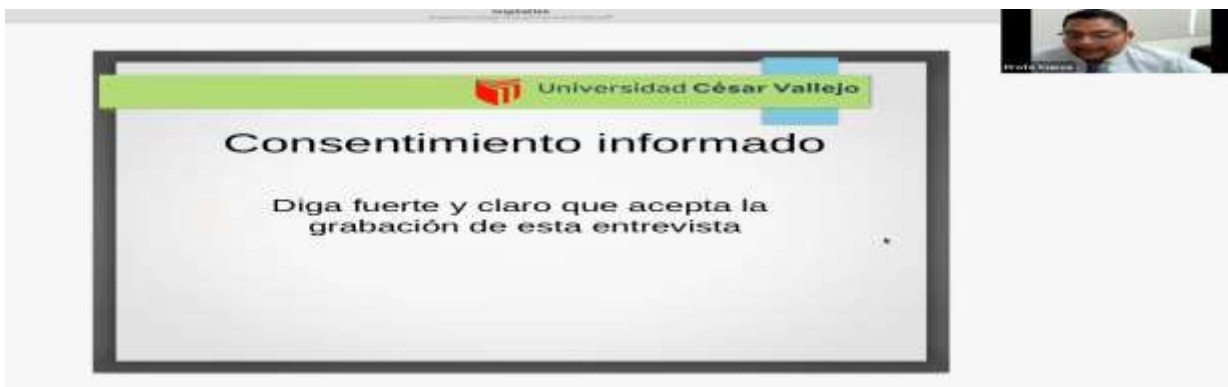 Universidad César Vallejo
Consentimiento informado
Diga fuerte y claro que acepta la
grabación de esta entrevista